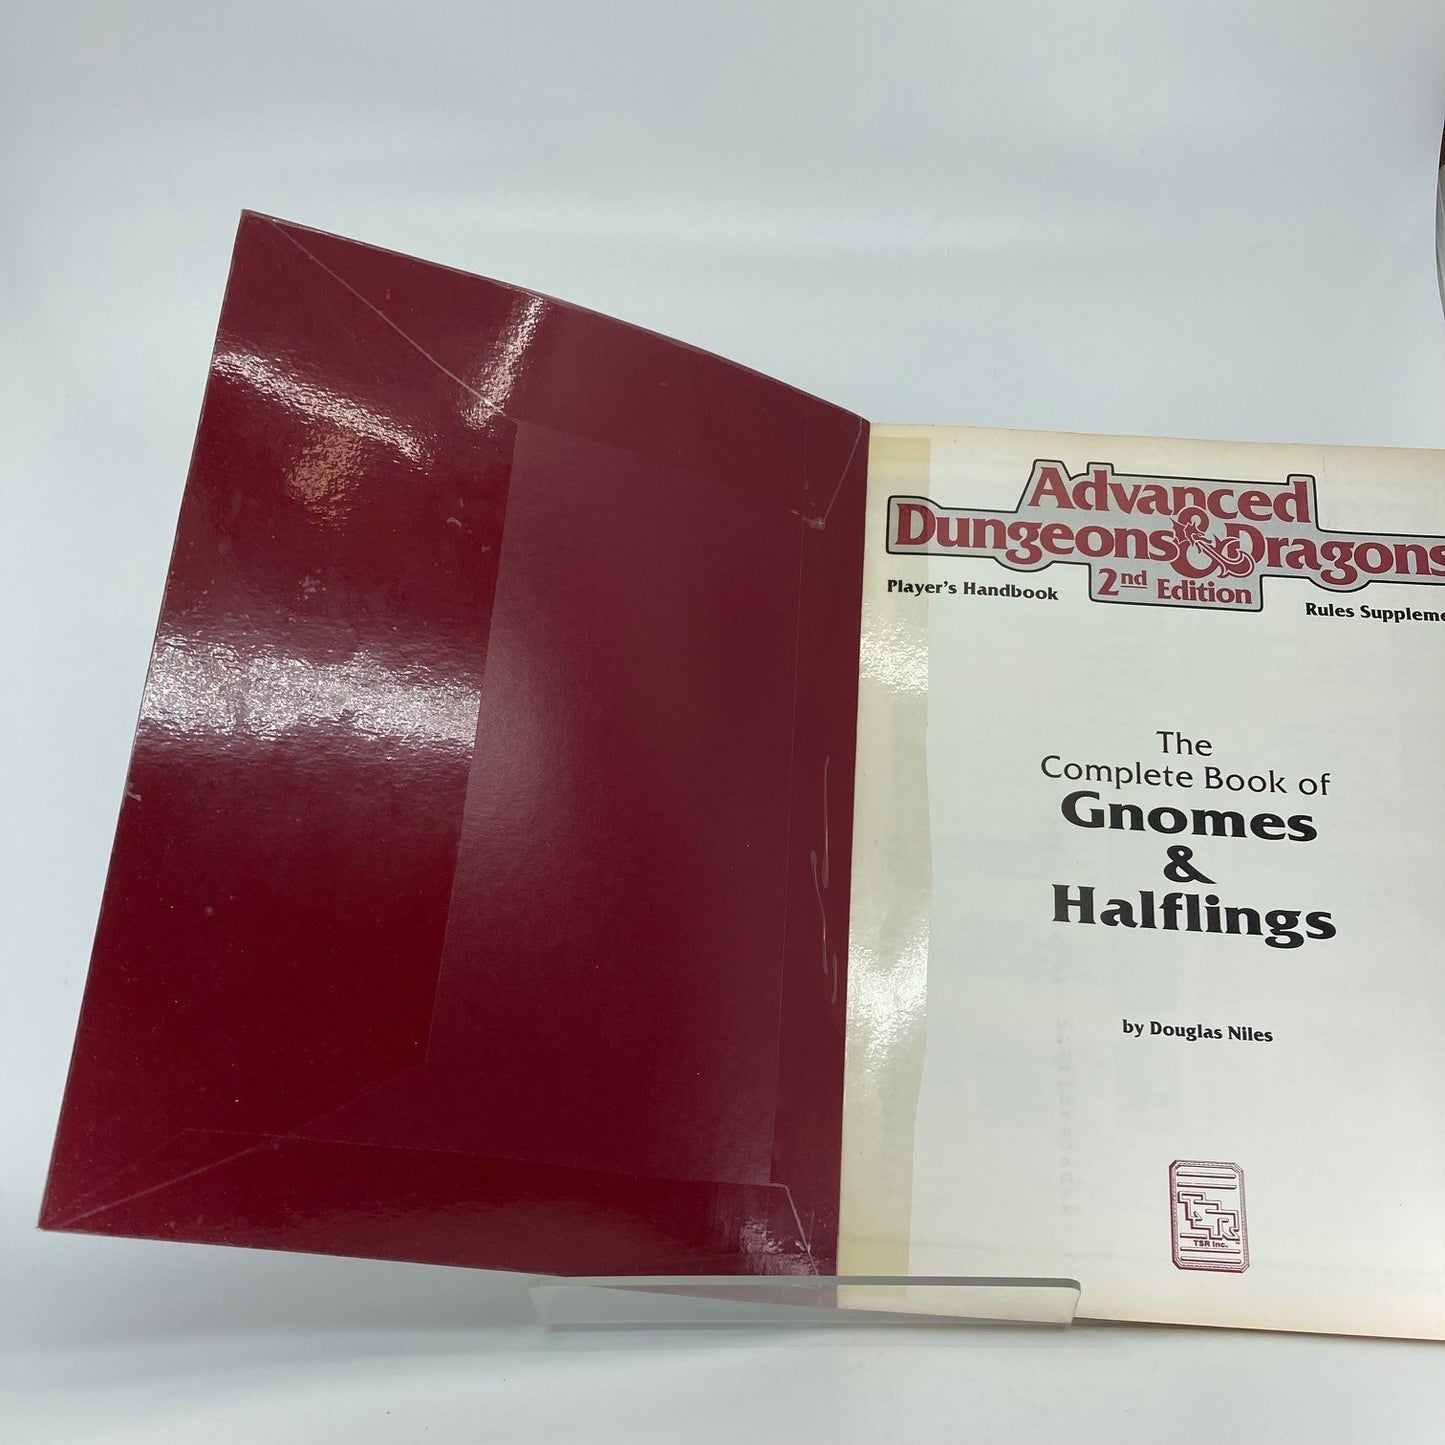 Advanced
Dungeons & Dragons
2nd Edition
Player's Handbook
Rules
The
Complete Book of
Gnomes
&
Halflings
by Douglas Niles
TSR
TSR Inc.